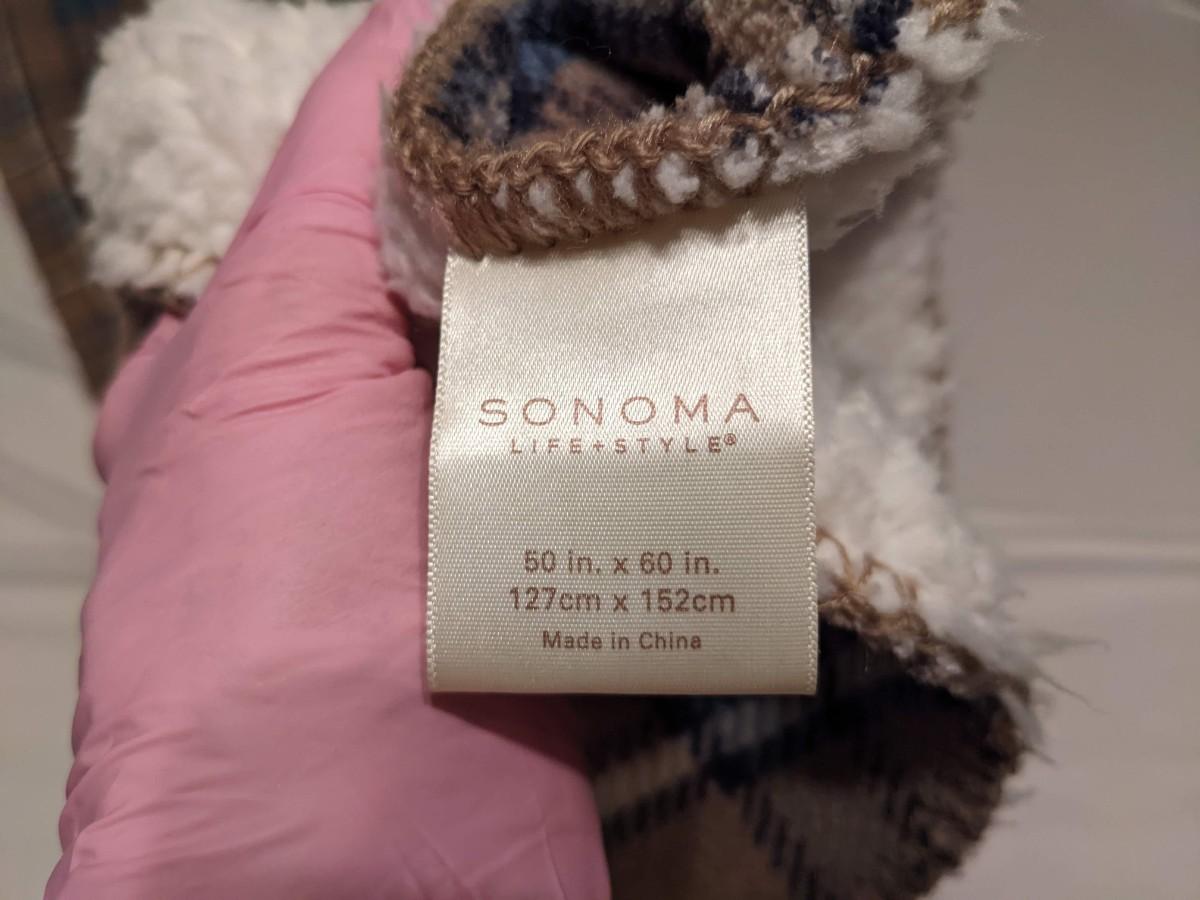 SONOMA
LIFE+STYLE®
50 in. x 60 in.
127cm x 152cm
Made in China